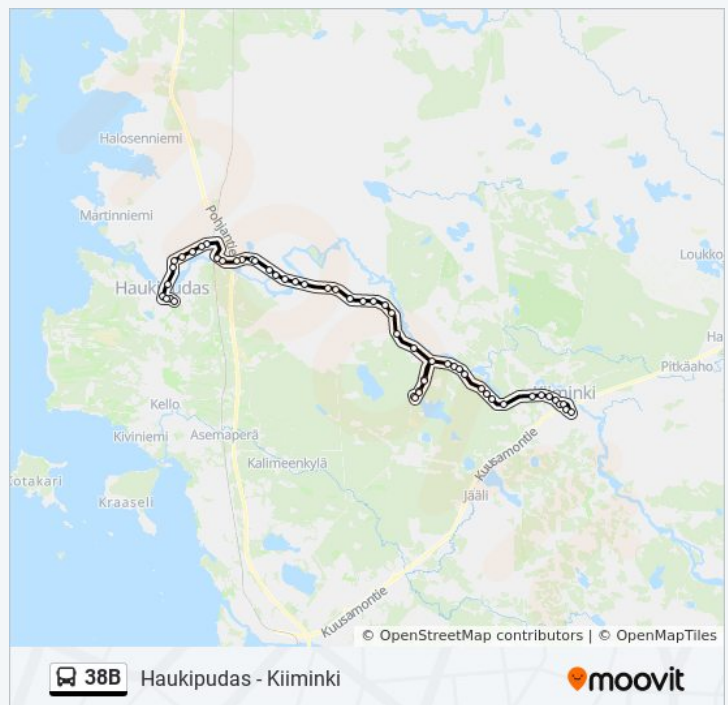 Halosenniemi
Martinniemi
Pohjantie
Loukko
Haukipudas
Ha
Pitkäaho
Kiiminki
Kello
Kiviniemi
Asemaperä
Kuusamontie
Kalimeenkylä
Kotakari
Kraaseli
Jääli
Kuusamontie
© OpenStreetMap contributors | © OpenMapTiles
38B Haukipudas - Kiiminki
moovit